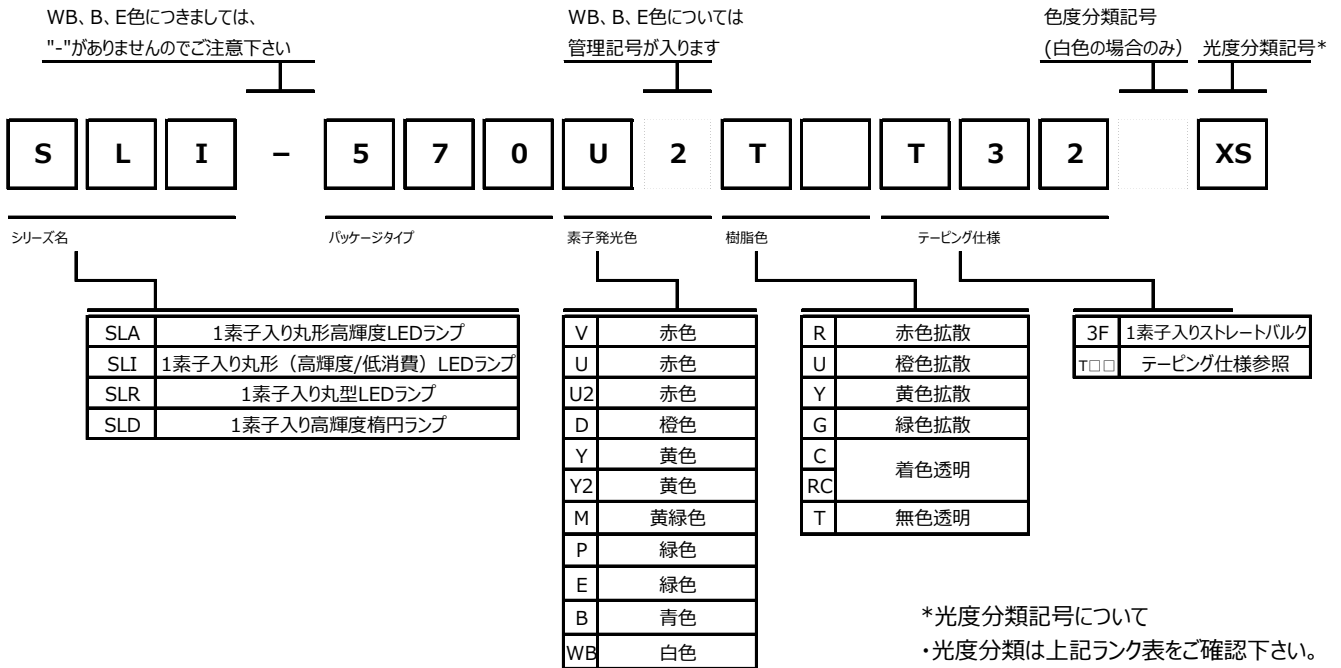 WB、B、E色につきましては、
"-"がありませんのでご注意下さい
WB、B、E色については
管理記号が入ります
色度分類記号
(白色の場合のみ)
光度分類記号*
S L I – 5 7 0 U 2 T T 3 2 XS
シリーズ名
パッケージタイプ
素子発光色
樹脂色
テーピング仕様
SLA 1素子入り丸形高輝度LEDランプ
SLI 1素子入り丸形（高輝度/低消費）LEDランプ
SLR 1素子入り丸型LEDランプ
SLD 1素子入り高輝度楕円ランプ
V 赤色
U 赤色
U2 赤色
D 橙色
Y 黄色
Y2 黄色
M 黄緑色
P 緑色
E 緑色
B 青色
WB 白色
R 赤色拡散
U 橙色拡散
Y 黄色拡散
G 緑色拡散
C 着色透明
RC
T 無色透明
3F 1素子入りストレートバルク
T□□ テーピング仕様参照
*光度分類記号について
・光度分類は上記ランク表をご確認下さい。